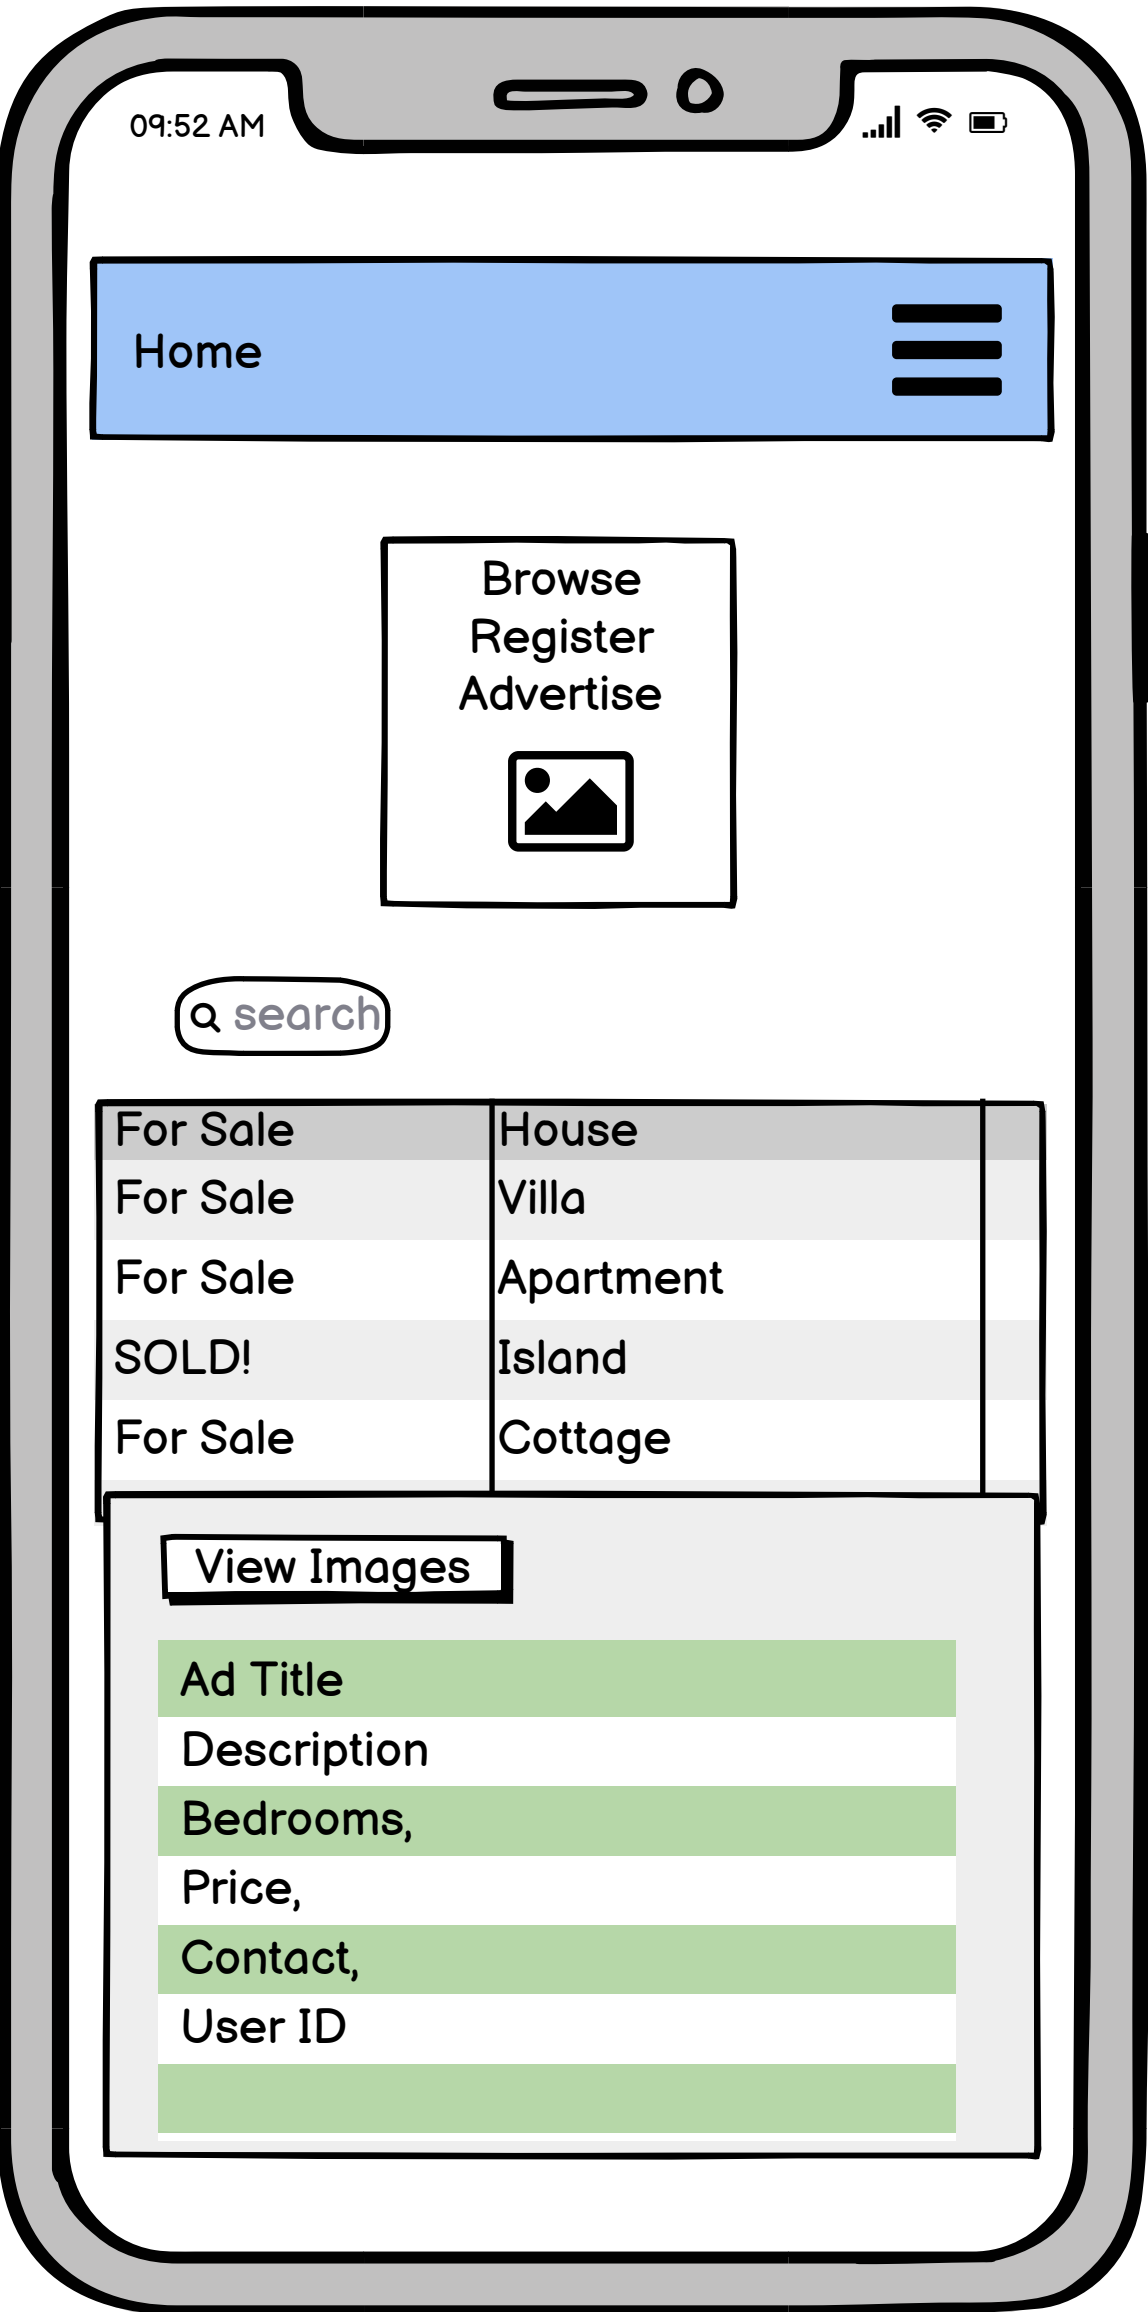 09:52 AM
Home
Browse
Register
Advertise
search
For Sale House
For Sale Villa
For Sale Apartment
SOLD! Island
For Sale Cottage
View Images
Ad Title
Description
Bedrooms,
Price,
Contact,
User ID